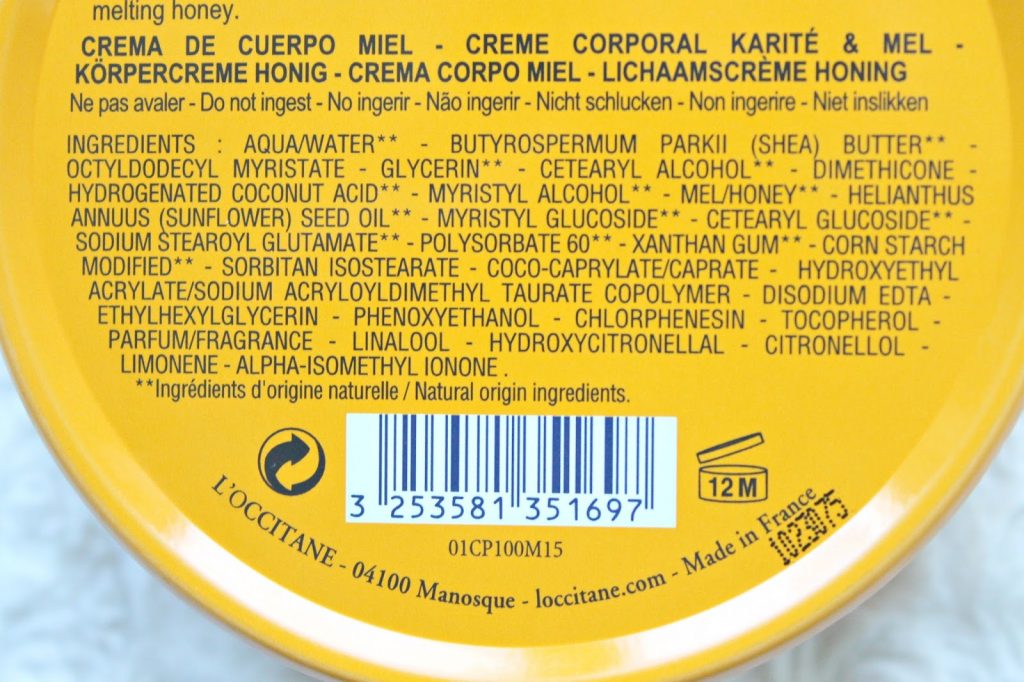 melting honey.
CREMA DE CUERPO MIEL - CREME CORPORAL KARITÉ & MEL -
KÖRPERCREME HONIG - CREMA CORPO MIEL - LICHAAMSCRÈME HONING
Ne pas avaler - Do not ingest - No ingerir - Não ingerir - Nicht schlucken - Non ingerire - Niet inslikken
INGREDIENTS : AQUA/WATER** - BUTYROSPERMUM PARKII (SHEA) BUTTER** -
OCTYLDODECYL MYRISTATE - GLYCERIN** - CETEARYL ALCOHOL** - DIMETHICONE -
HYDROGENATED COCONUT ACID** - MYRISTYL ALCOHOL** - MEL/HONEY** - HELIANTHUS
ANNUUS (SUNFLOWER) SEED OIL** - MYRISTYL GLUCOSIDE** - CETEARYL GLUCOSIDE** -
SODIUM STEAROYL GLUTAMATE** - POLYSORBATE 60** - XANTHAN GUM** - CORN STARCH
MODIFIED** - SORBITAN ISOSTEARATE - COCO-CAPRYLATE/CAPRATE - HYDROXYETHYL
ACRYLATE/SODIUM ACRYLOYLDIMETHYL TAURATE COPOLYMER - DISODIUM EDTA -
ETHYLHEXYLGLYCERIN - PHENOXYETHANOL - CHLORPHENESIN - TOCOPHEROL -
PARFUM/FRAGRANCE - LINALOOL - HYDROXYCITRONELLAL - CITRONELLOL -
LIMONENE - ALPHA-ISOMETHYL IONONE .
**Ingrédients d'origine naturelle / Natural origin ingredients.
3 253581 351697
12 M
01CP100M15
L'OCCITANE - 04100 Manosque - loccitane.com - Made in France
1023075